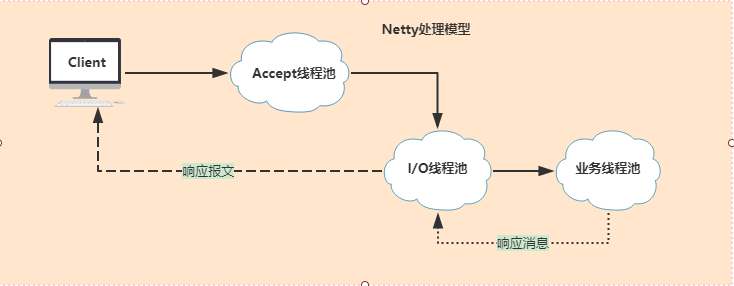 Netty处理模型
Client
Accept线程池
I/O线程池
业务线程池
响应报文
响应消息